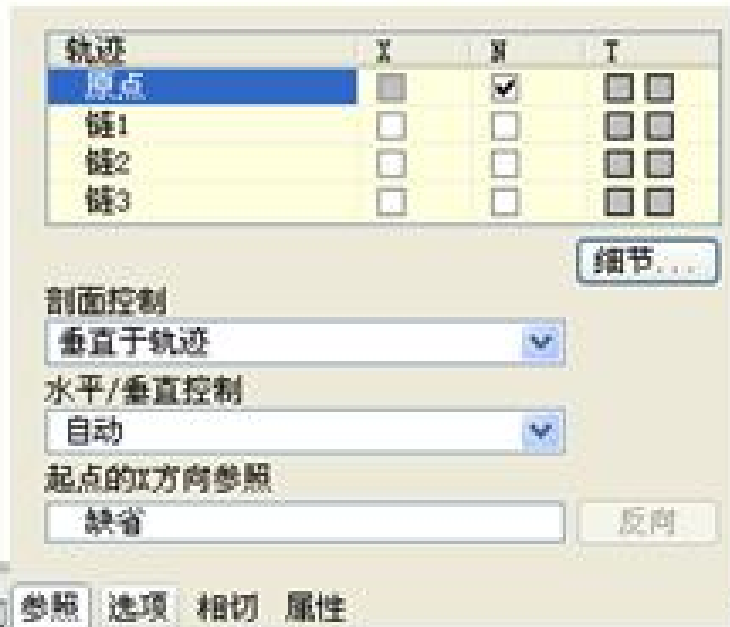 轨迹 X N T
原点
链1
链2
链3
细节...
剖面控制
垂直于轨迹
水平/垂直控制
自动
起点的X方向参照
缺省 反向
参照 选项 相切 属性